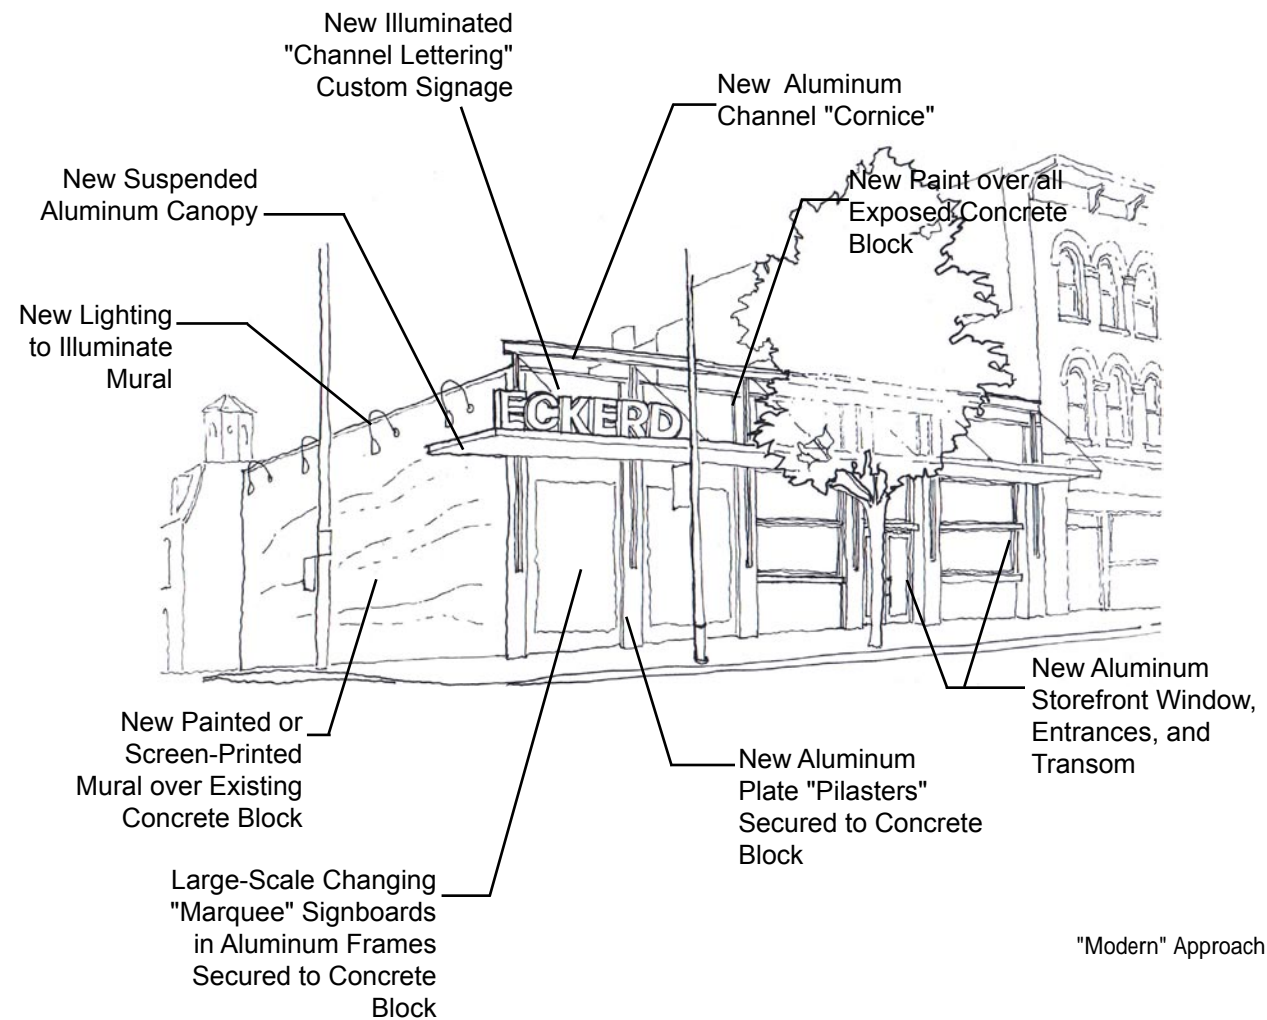 New Illuminated
"Channel Lettering"
Custom Signage
New Aluminum
Channel "Cornice"
New Suspended
Aluminum Canopy
New Paint over all
Exposed Concrete
Block
New Lighting
to Illuminate
Mural
ECKERD
New Painted or
Screen-Printed
Mural over Existing
Concrete Block
New Aluminum
Storefront Window,
Entrances, and
Transom
New Aluminum
Plate "Pilasters"
Secured to Concrete
Block
Large-Scale Changing
"Marquee" Signboards
in Aluminum Frames
Secured to Concrete
Block
"Modern" Approach